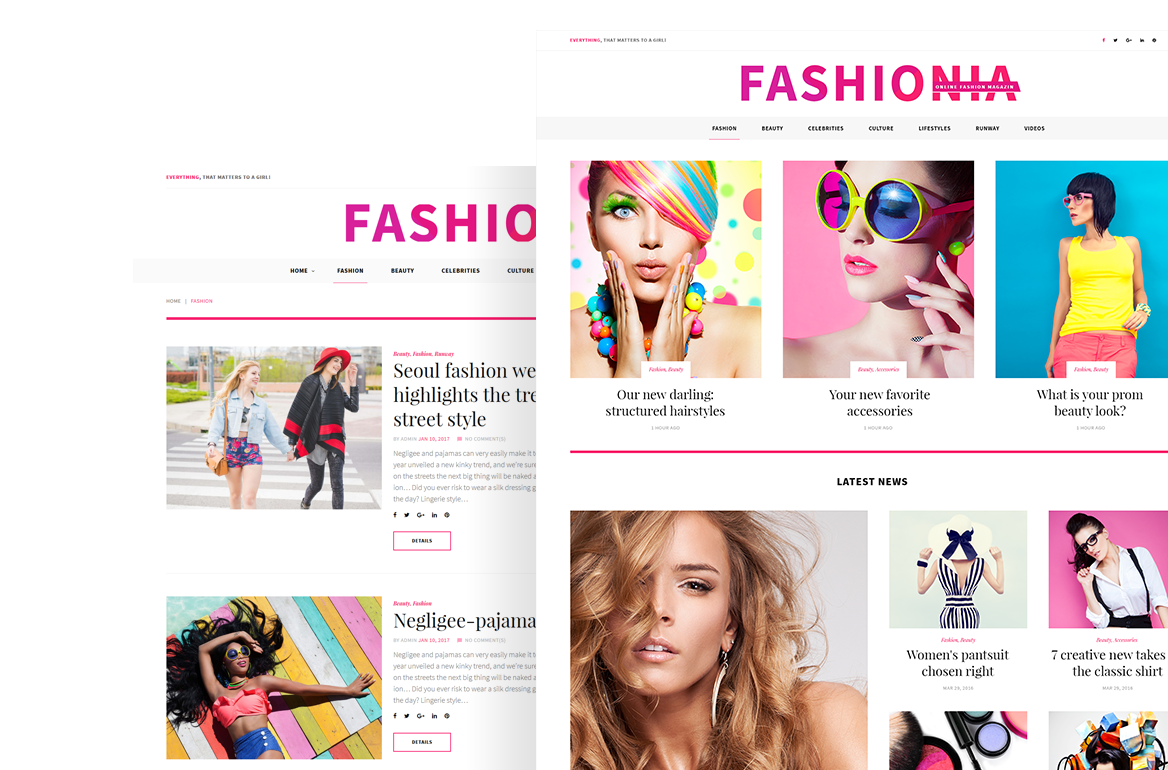 EVERYTHING, THAT MATTERS TO A GIRL!
FASHIO
HOME
FASHION
BEAUTY
CELEBRITIES
CULTURE
HOME | FASHION
Beauty, Fashion, Runway
Seoul fashion we
highlights the tre
street style
BY ADMIN JAN 10, 2017 NO COMMENT(S)
Negligee and pajamas can very easily make it t
year unveiled a new kinky trend, and we're sure
on the streets the next big thing will be naked a
ion... Did you ever risk to wear a silk dressing g
the day? Lingerie style...
DETAILS
Beauty, Fashion
Negligee-pajama
BY ADMIN JAN 10, 2017 NO COMMENT(S)
Negligee and pajamas can very easily make it t
year unveiled a new kinky trend, and we're sure
on the streets the next big thing will be naked a
ion... Did you ever risk to wear a silk dressing g
the day? Lingerie style...
DETAILS
EVERYTHING, THAT MATTERS TO A GIRL!
FASHIONIA
ONLINE FASHION MAGAZIN
FASHION
BEAUTY
CELEBRITIES
CULTURE
LIFESTYLES
RUNWAY
VIDEOS
Fashion, Beauty
Our new darling:
structured hairstyles
1 HOUR AGO
Beauty, Accessories
Your new favorite
accessories
1 HOUR AGO
Fashion, Beauty
What is your prom
beauty look?
1 HOUR AGO
LATEST NEWS
Fashion, Beauty
Women's pantsuit
chosen right
MAR 29, 2016
Beauty, Accessories
7 creative new takes
the classic shirt
MAR 29, 2016